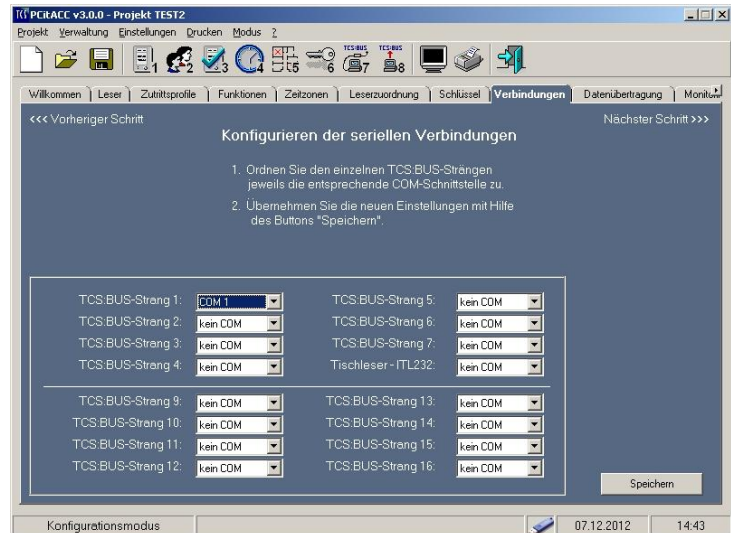 PCitACC v3.0.0 - Projekt TEST2
Projekt Verwaltung Einstellungen Drucken Modus ?
1 2 3 4 5 6 TCS:BUS 7 TCS:BUS 8
Willkommen Leser Zutrittsprofile Funktionen Zeitzonen Leserzuordnung Schlüssel Verbindungen Datenübertragung
<<< Vorheriger Schritt
Nächster Schritt >>>
Konfigurieren der seriellen Verbindungen
1. Ordnen Sie den einzelnen TCS:BUS-Strängen
jeweils die entsprechende COM-Schnittstelle zu.
2. Übernehmen Sie die neuen Einstellungen mit Hilfe
des Buttons "Speichern".
TCS:BUS-Strang 1: COM 1 TCS:BUS-Strang 5: kein COM
TCS:BUS-Strang 2: kein COM TCS:BUS-Strang 6: kein COM
TCS:BUS-Strang 3: kein COM TCS:BUS-Strang 7: kein COM
TCS:BUS-Strang 4: kein COM Tischleser - ITL232: kein COM
TCS:BUS-Strang 9: kein COM TCS:BUS-Strang 13: kein COM
TCS:BUS-Strang 10: kein COM TCS:BUS-Strang 14: kein COM
TCS:BUS-Strang 11: kein COM TCS:BUS-Strang 15: kein COM
TCS:BUS-Strang 12: kein COM TCS:BUS-Strang 16: kein COM
Speichern
Konfigurationsmodus 07.12.2012 14:43